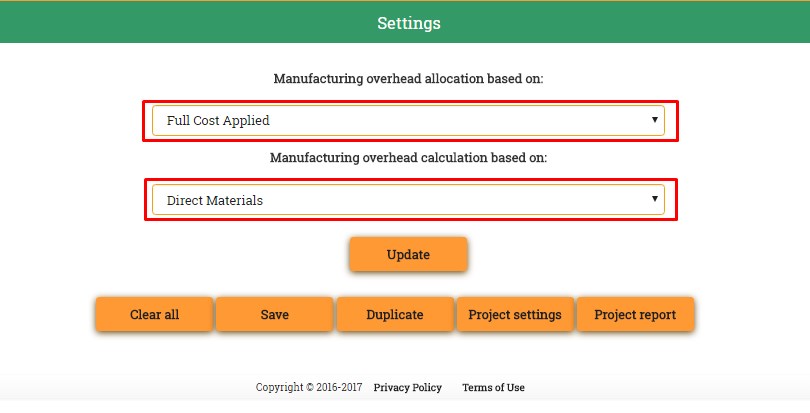 Settings
Manufacturing overhead allocation based on:
Full Cost Applied
Manufacturing overhead calculation based on:
Direct Materials
Update
Clear all Save Duplicate Project settings Project report
Copyright © 2016-2017 Privacy Policy Terms of Use